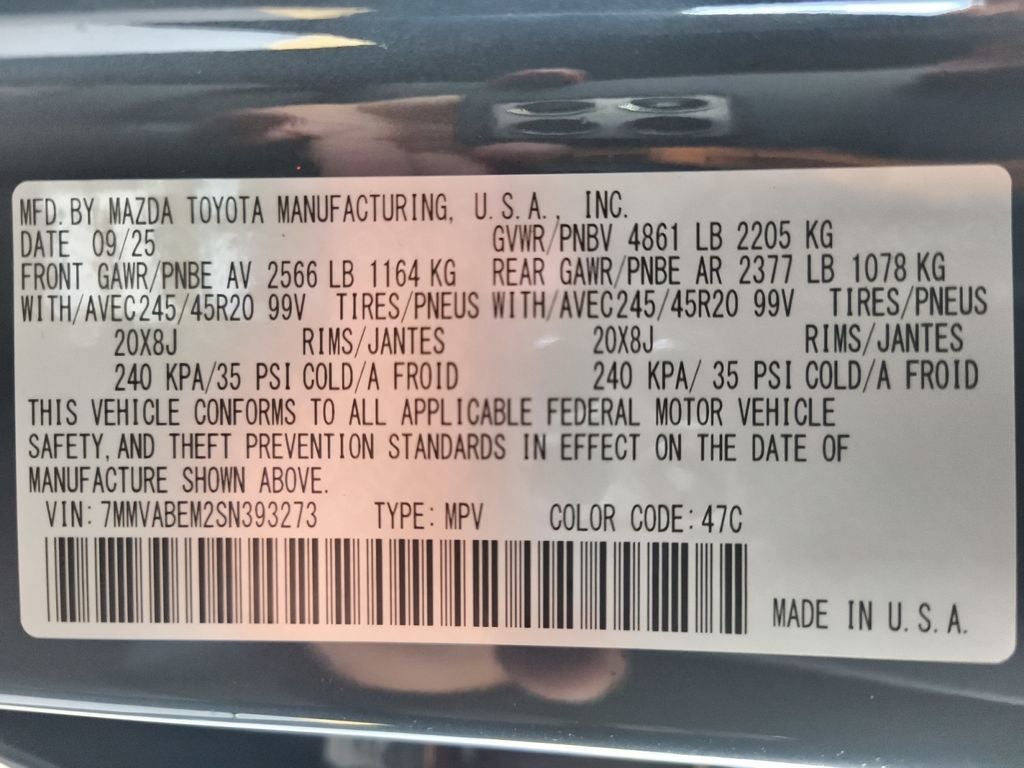 MFD. BY MAZDA TOYOTA MANUFACTURING, U.S.A., INC.
DATE 09/25 GVWR/PNBV 4861 LB 2205 KG
FRONT GAWR/PNBE AV 2566 LB 1164 KG REAR GAWR/PNBE AR 2377 LB 1078 KG
WITH/AVEC245/45R20 99V TIRES/PNEUS WITH/AVEC245/45R20 99V TIRES/PNEUS
20X8J RIMS/JANTES 20X8J RIMS/JANTES
240 KPA/35 PSI COLD/A FROID 240 KPA/ 35 PSI COLD/A FROID
THIS VEHICLE CONFORMS TO ALL APPLICABLE FEDERAL MOTOR VEHICLE
SAFETY, AND THEFT PREVENTION STANDARDS IN EFFECT ON THE DATE OF
MANUFACTURE SHOWN ABOVE.
VIN: 7MMVABEM2SN393273 TYPE: MPV COLOR CODE: 47C
MADE IN U.S.A.